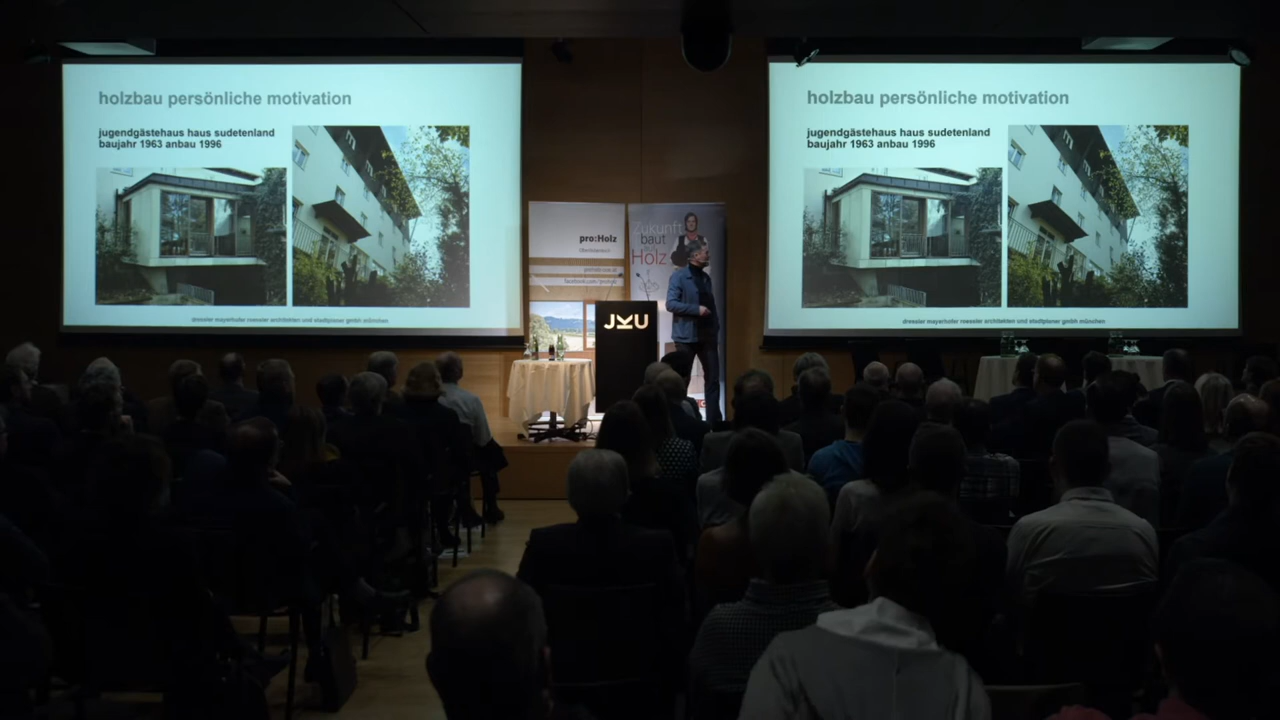 holzbau persönliche motivation
jugendgästehaus haus sudetenland
baujahr 1963 anbau 1996
dressler mayerhofer roessler architekten und stadtplaner gmbh münchen
pro:Holz
Zukunft
baut
Holz
JKU
holzbau persönliche motivation
jugendgästehaus haus sudetenland
baujahr 1963 anbau 1996
dressler mayerhofer roessler architekten und stadtplaner gmbh münchen